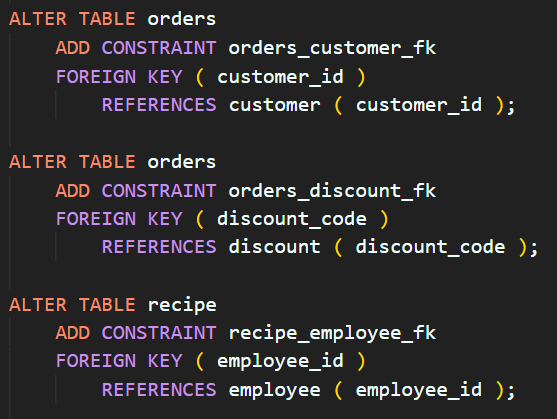 ALTER TABLE orders
ADD CONSTRAINT orders_customer_fk
FOREIGN KEY ( customer_id )
REFERENCES customer ( customer_id );
ALTER TABLE orders
ADD CONSTRAINT orders_discount_fk
FOREIGN KEY ( discount_code )
REFERENCES discount ( discount_code );
ALTER TABLE recipe
ADD CONSTRAINT recipe_employee_fk
FOREIGN KEY ( employee_id )
REFERENCES employee ( employee_id );